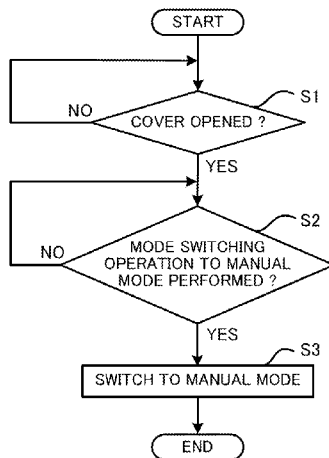 START
S1
COVER OPENED ?
NO
YES
S2
MODE SWITCHING
OPERATION TO MANUAL
MODE PERFORMED ?
NO
YES
S3
SWITCH TO MANUAL MODE
END